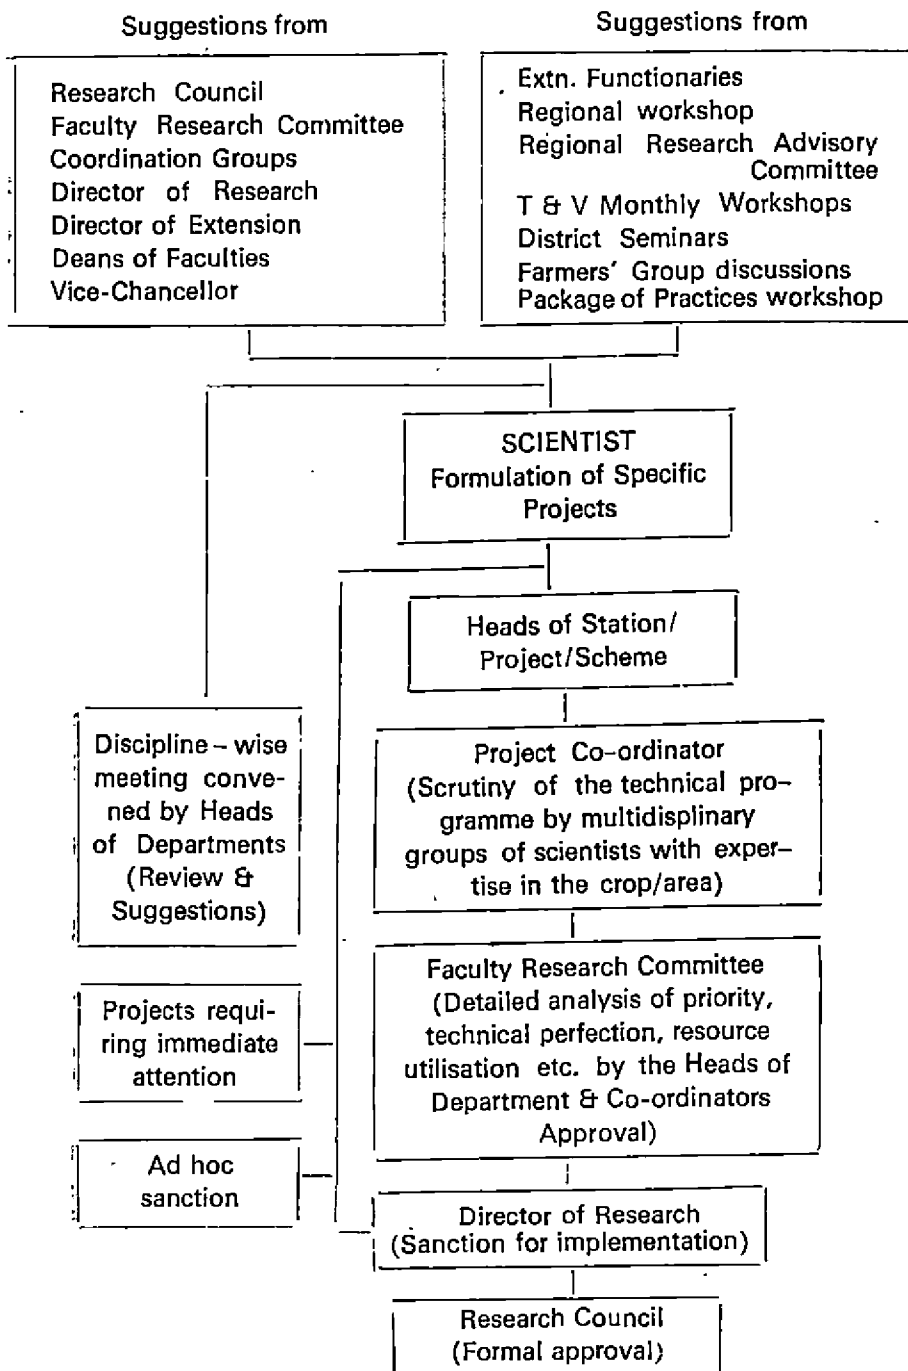 Suggestions from
Research Council
Faculty Research Committee
Coordination Groups
Director of Research
Director of Extension
Deans of Faculties
Vice-Chancellor
Suggestions from
Extn. Functionaries
Regional workshop
Regional Research Advisory
Committee
T & V Monthly Workshops
District Seminars
Farmers' Group discussions
Package of Practices workshop
SCIENTIST
Formulation of Specific
Projects
Heads of Station/
Project/Scheme
Discipline – wise
meeting conve-
ned by Heads
of Departments
(Review &
Suggestions)
Project Co-ordinator
(Scrutiny of the technical pro-
gramme by multidisplinary
groups of scientists with exper-
tise in the crop/area)
Projects requi-
ring immediate
attention
Faculty Research Committee
(Detailed analysis of priority,
technical perfection, resource
utilisation etc. by the Heads of
Department & Co-ordinators
Approval)
Ad hoc
sanction
Director of Research
(Sanction for implementation)
Research Council
(Formal approval)